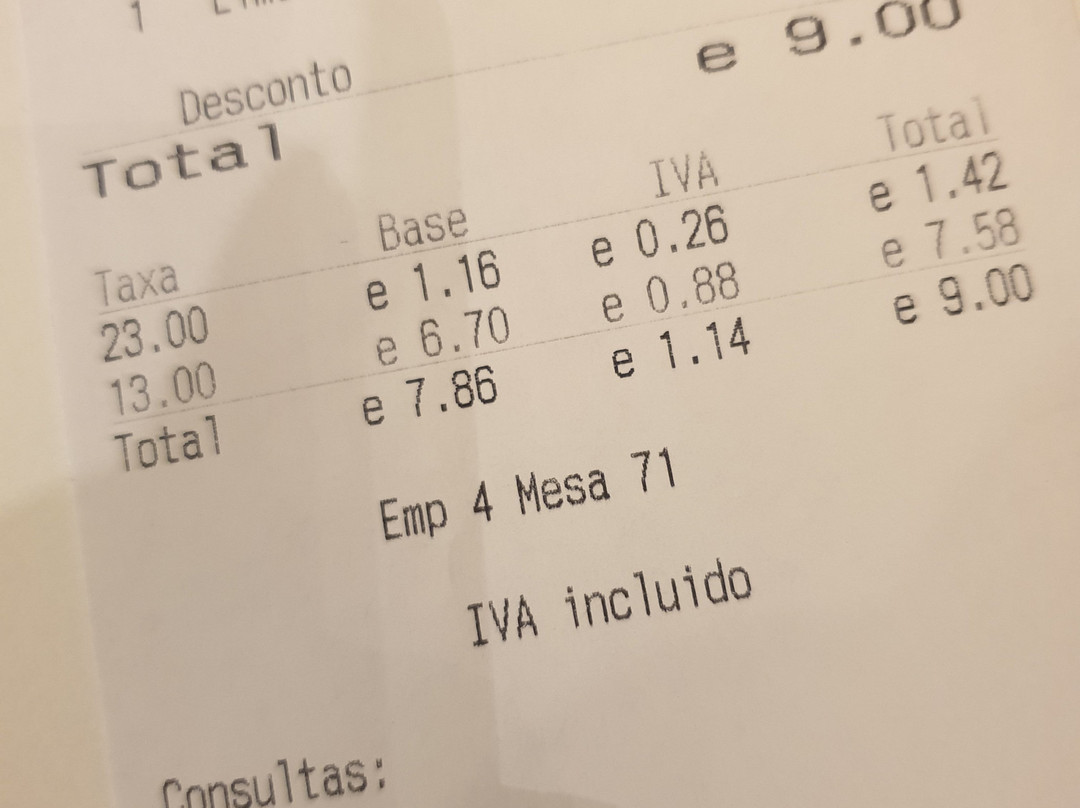 1
Desconto
Total e 9.00
Taxa Base IVA Total
23.00 e 1.16 e 0.26 e 1.42
13.00 e 6.70 e 0.88 e 7.58
Total e 7.86 e 1.14 e 9.00
Emp 4 Mesa 71
IVA incluido
Consultas: